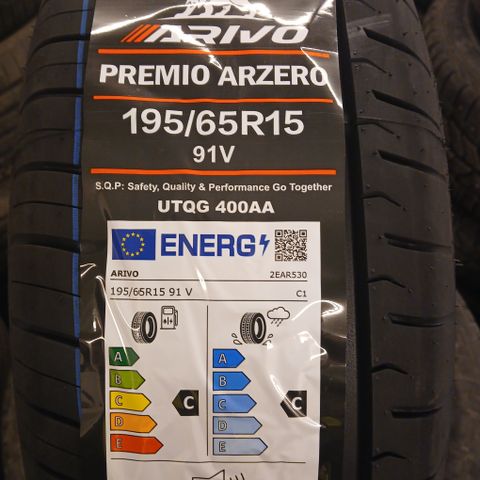 ARIVO
PREMIO ARZERO
195/65R15
91V
S.Q.P: Safety, Quality & Performance Go Together
UTQG 400AA
ENERG
ARIVO 2EAR530
195/65R15 91 V C1
A A
B B
C C C C
D D
E E